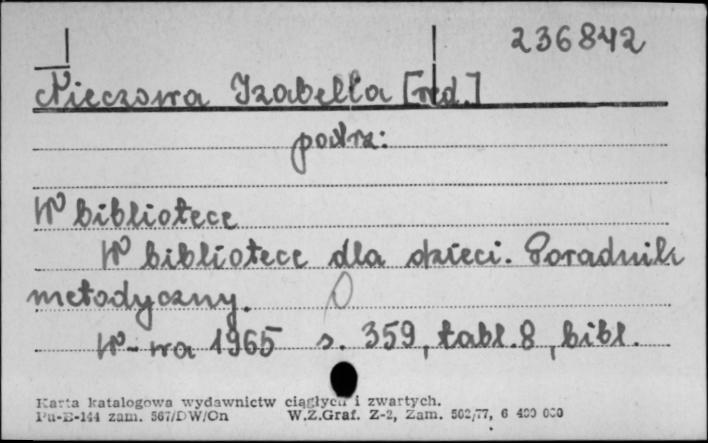 236842
Nieczowa Izabella [red.]
podrz:
W bibliotece
W bibliotece dla dzieci. Poradnik
metodyczny.
W-wa 1965 s. 359, tabl. 8, bibl.
Karta katalogowa wydawnictw ciągłych i zwartych.
Pu-B-144 zam. 567/DW/On W.Z.Graf. Z-2, Zam. 502/77, 6 400 000